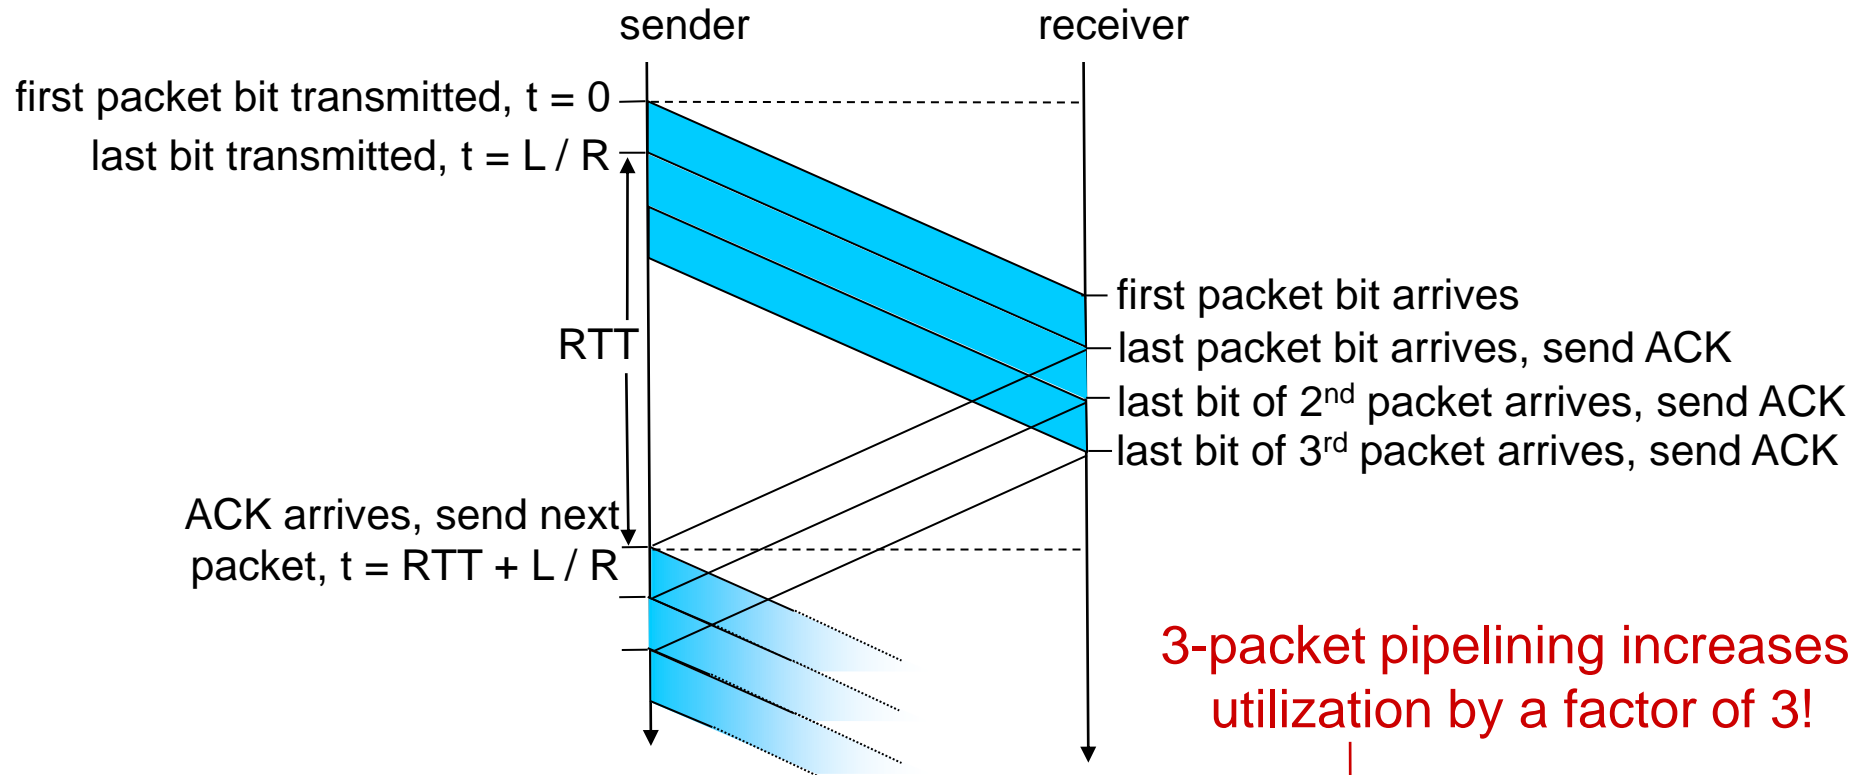 sender
receiver
first packet bit transmitted, t = 0
last bit transmitted, t = L / R
first packet bit arrives
RTT
last packet bit arrives, send ACK
last bit of 2nd packet arrives, send ACK
last bit of 3rd packet arrives, send ACK
ACK arrives, send next
packet, t = RTT + L / R
3-packet pipelining increases
utilization by a factor of 3!